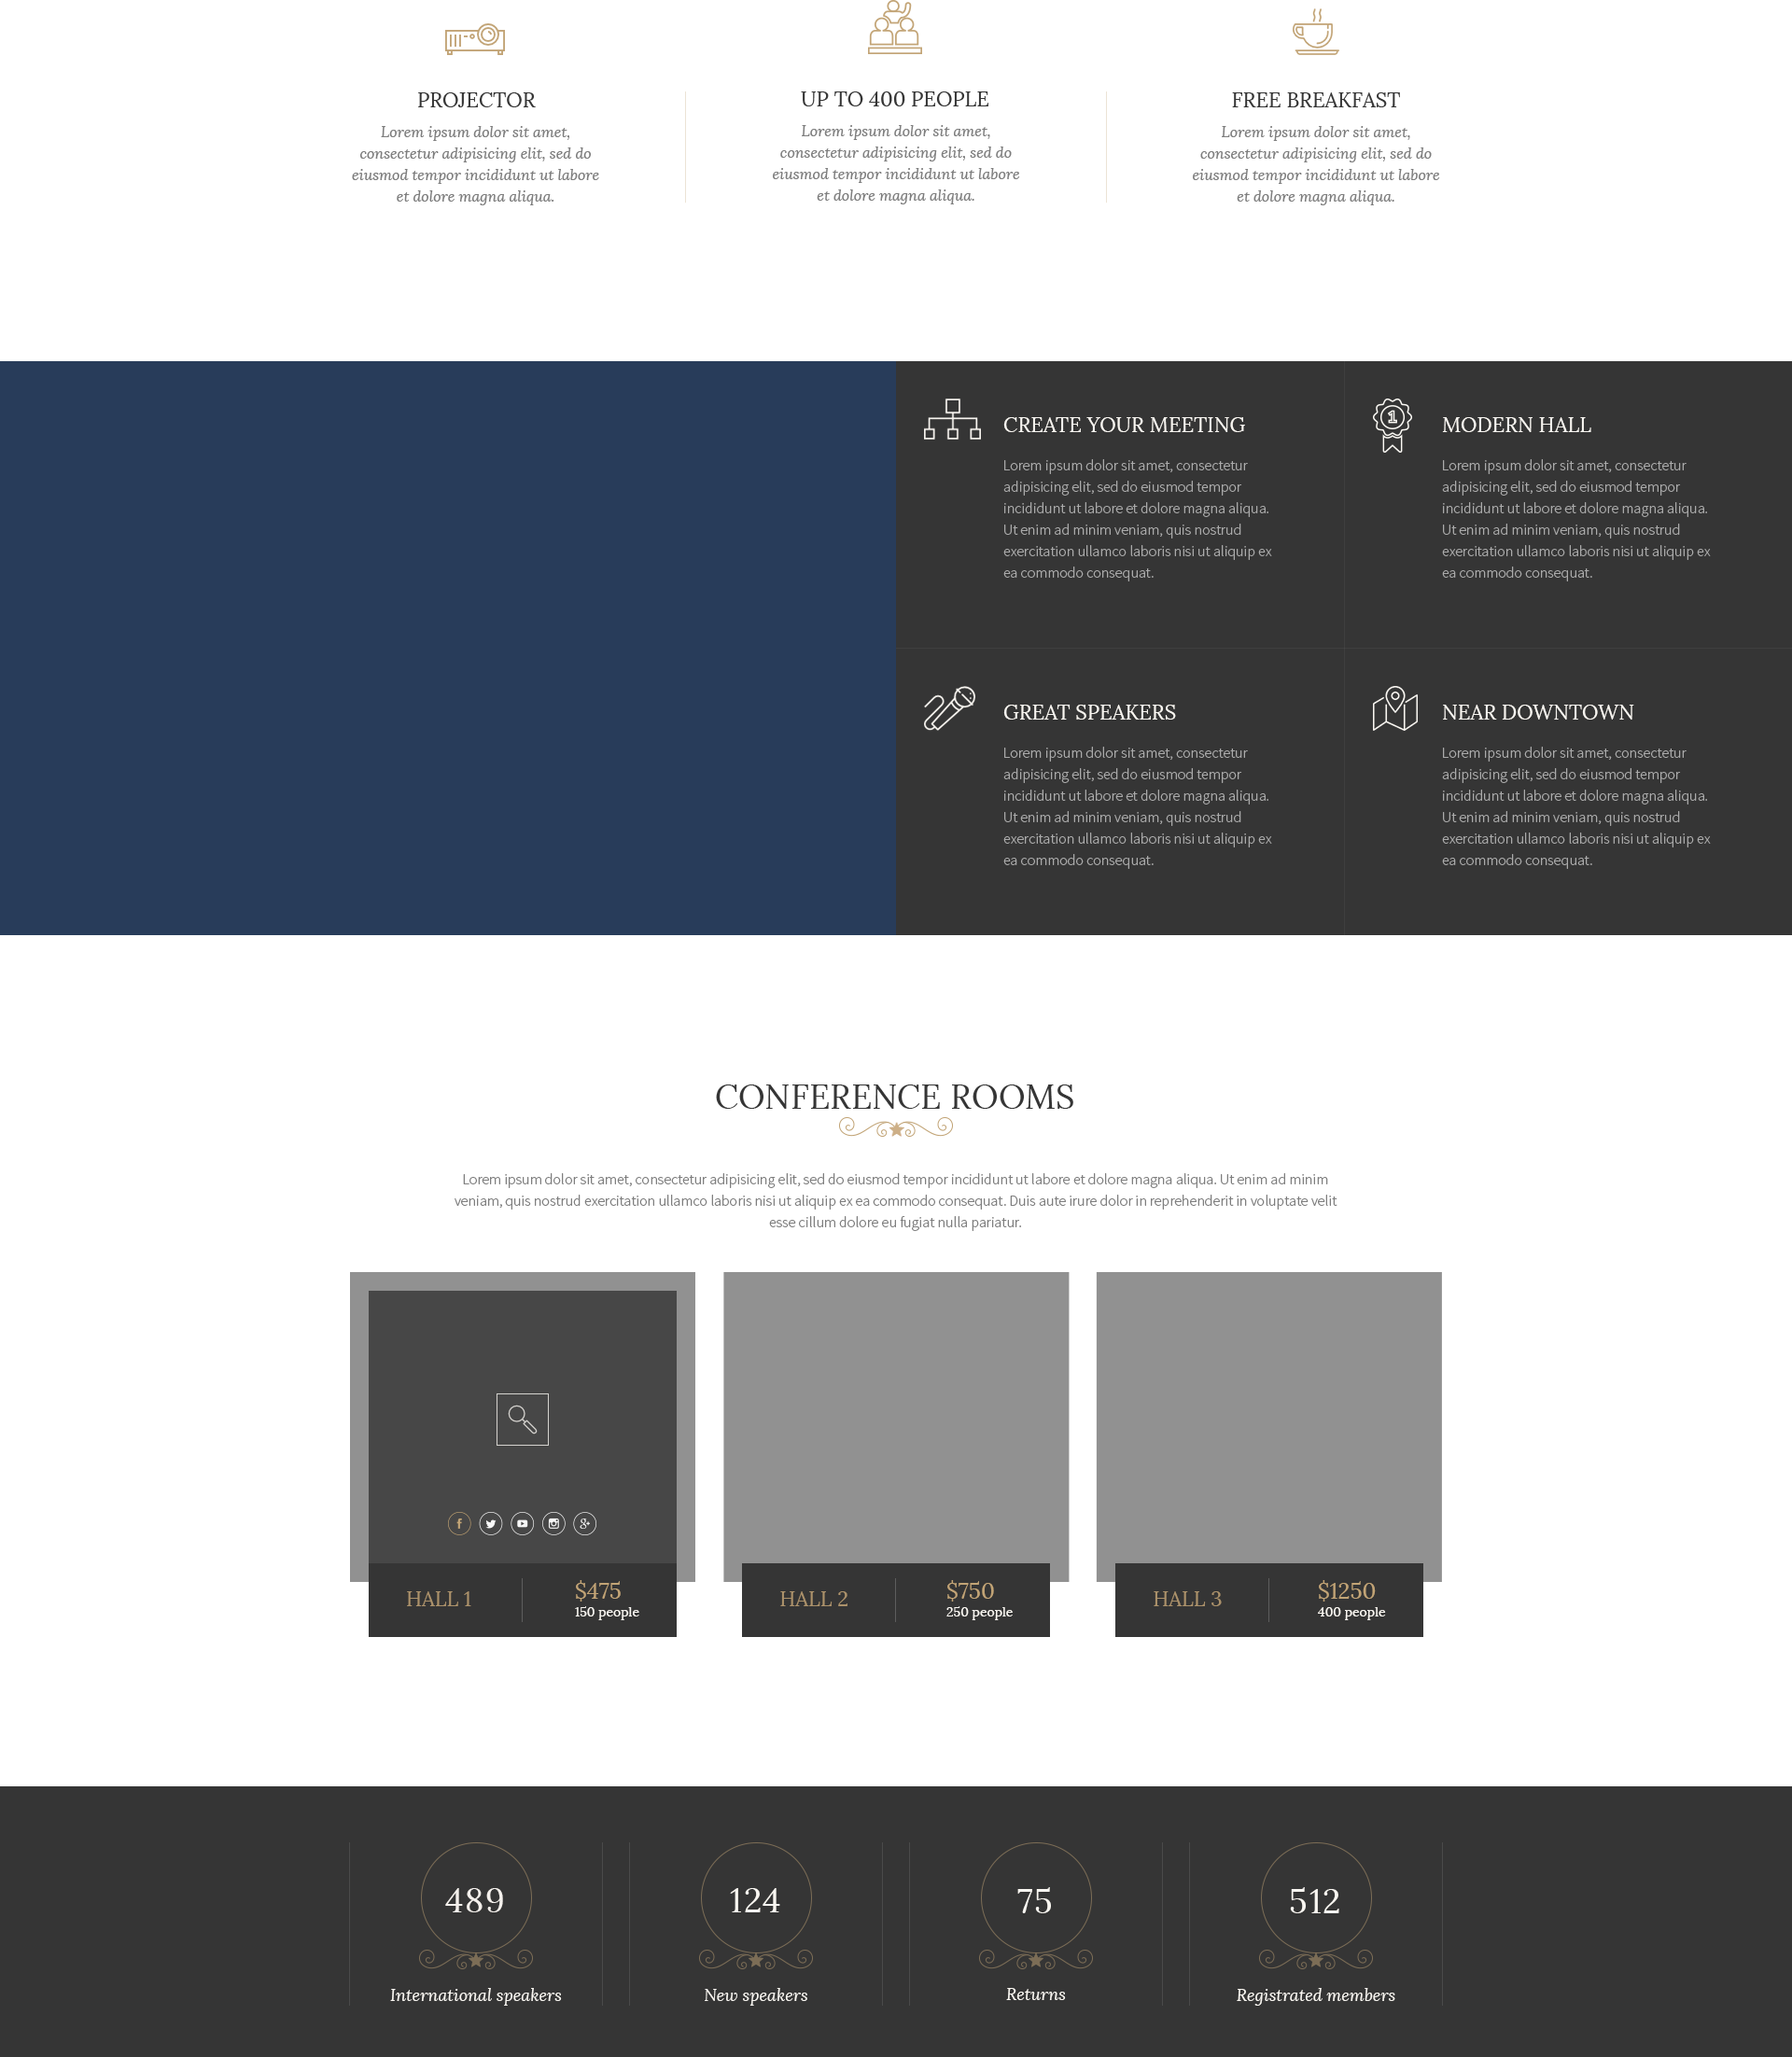 PROJECTOR
Lorem ipsum dolor sit amet,
consectetur adipisicing elit, sed do
eiusmod tempor incididunt ut labore
et dolore magna aliqua.
UP TO 400 PEOPLE
Lorem ipsum dolor sit amet,
consectetur adipisicing elit, sed do
eiusmod tempor incididunt ut labore
et dolore magna aliqua.
FREE BREAKFAST
Lorem ipsum dolor sit amet,
consectetur adipisicing elit, sed do
eiusmod tempor incididunt ut labore
et dolore magna aliqua.
CREATE YOUR MEETING
Lorem ipsum dolor sit amet, consectetur
adipisicing elit, sed do eiusmod tempor
incididunt ut labore et dolore magna aliqua.
Ut enim ad minim veniam, quis nostrud
exercitation ullamco laboris nisi ut aliquip ex
ea commodo consequat.
1
MODERN HALL
Lorem ipsum dolor sit amet, consectetur
adipisicing elit, sed do eiusmod tempor
incididunt ut labore et dolore magna aliqua.
Ut enim ad minim veniam, quis nostrud
exercitation ullamco laboris nisi ut aliquip ex
ea commodo consequat.
GREAT SPEAKERS
Lorem ipsum dolor sit amet, consectetur
adipisicing elit, sed do eiusmod tempor
incididunt ut labore et dolore magna aliqua.
Ut enim ad minim veniam, quis nostrud
exercitation ullamco laboris nisi ut aliquip ex
ea commodo consequat.
NEAR DOWNTOWN
Lorem ipsum dolor sit amet, consectetur
adipisicing elit, sed do eiusmod tempor
incididunt ut labore et dolore magna aliqua.
Ut enim ad minim veniam, quis nostrud
exercitation ullamco laboris nisi ut aliquip ex
ea commodo consequat.
CONFERENCE ROOMS
Lorem ipsum dolor sit amet, consectetur adipisicing elit, sed do eiusmod tempor incididunt ut labore et dolore magna aliqua. Ut enim ad minim
veniam, quis nostrud exercitation ullamco laboris nisi ut aliquip ex ea commodo consequat. Duis aute irure dolor in reprehenderit in voluptate velit
esse cillum dolore eu fugiat nulla pariatur.
HALL 1
$475
150 people
HALL 2
$750
250 people
HALL 3
$1250
400 people
489
International speakers
124
New speakers
75
Returns
512
Registrated members